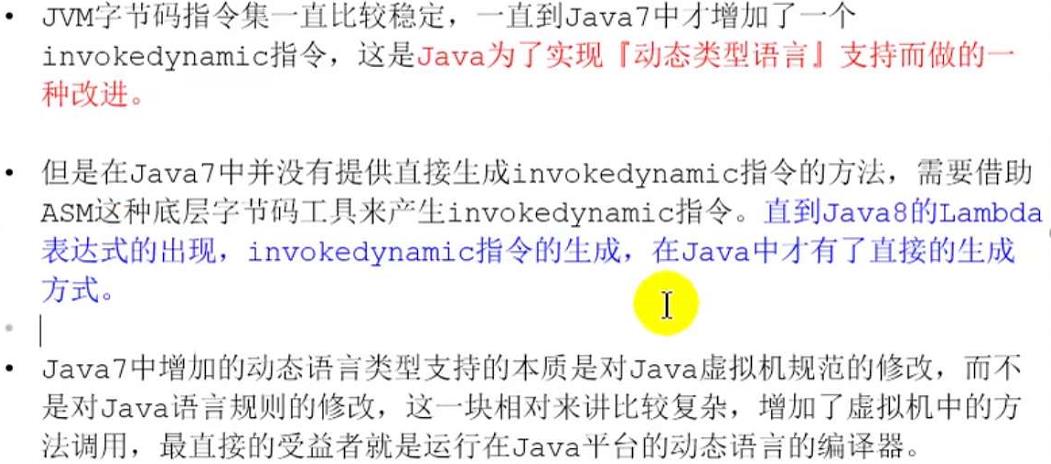 • JVM字节码指令集一直比较稳定，一直到Java7中才增加了一个
invokedynamic指令，这是Java为了实现『动态类型语言』支持而做的一
种改进。
• 但是在Java7中并没有提供直接生成invokedynamic指令的方法，需要借助
ASM这种底层字节码工具来产生invokedynamic指令。直到Java8的Lambda
表达式的出现，invokedynamic指令的生成，在Java中才有了直接的生成
方式。
• Java7中增加的动态语言类型支持的本质是对Java虚拟机规范的修改，而不
是对Java语言规则的修改，这一块相对来讲比较复杂，增加了虚拟机中的方
法调用，最直接的受益者就是运行在Java平台的动态语言的编译器。